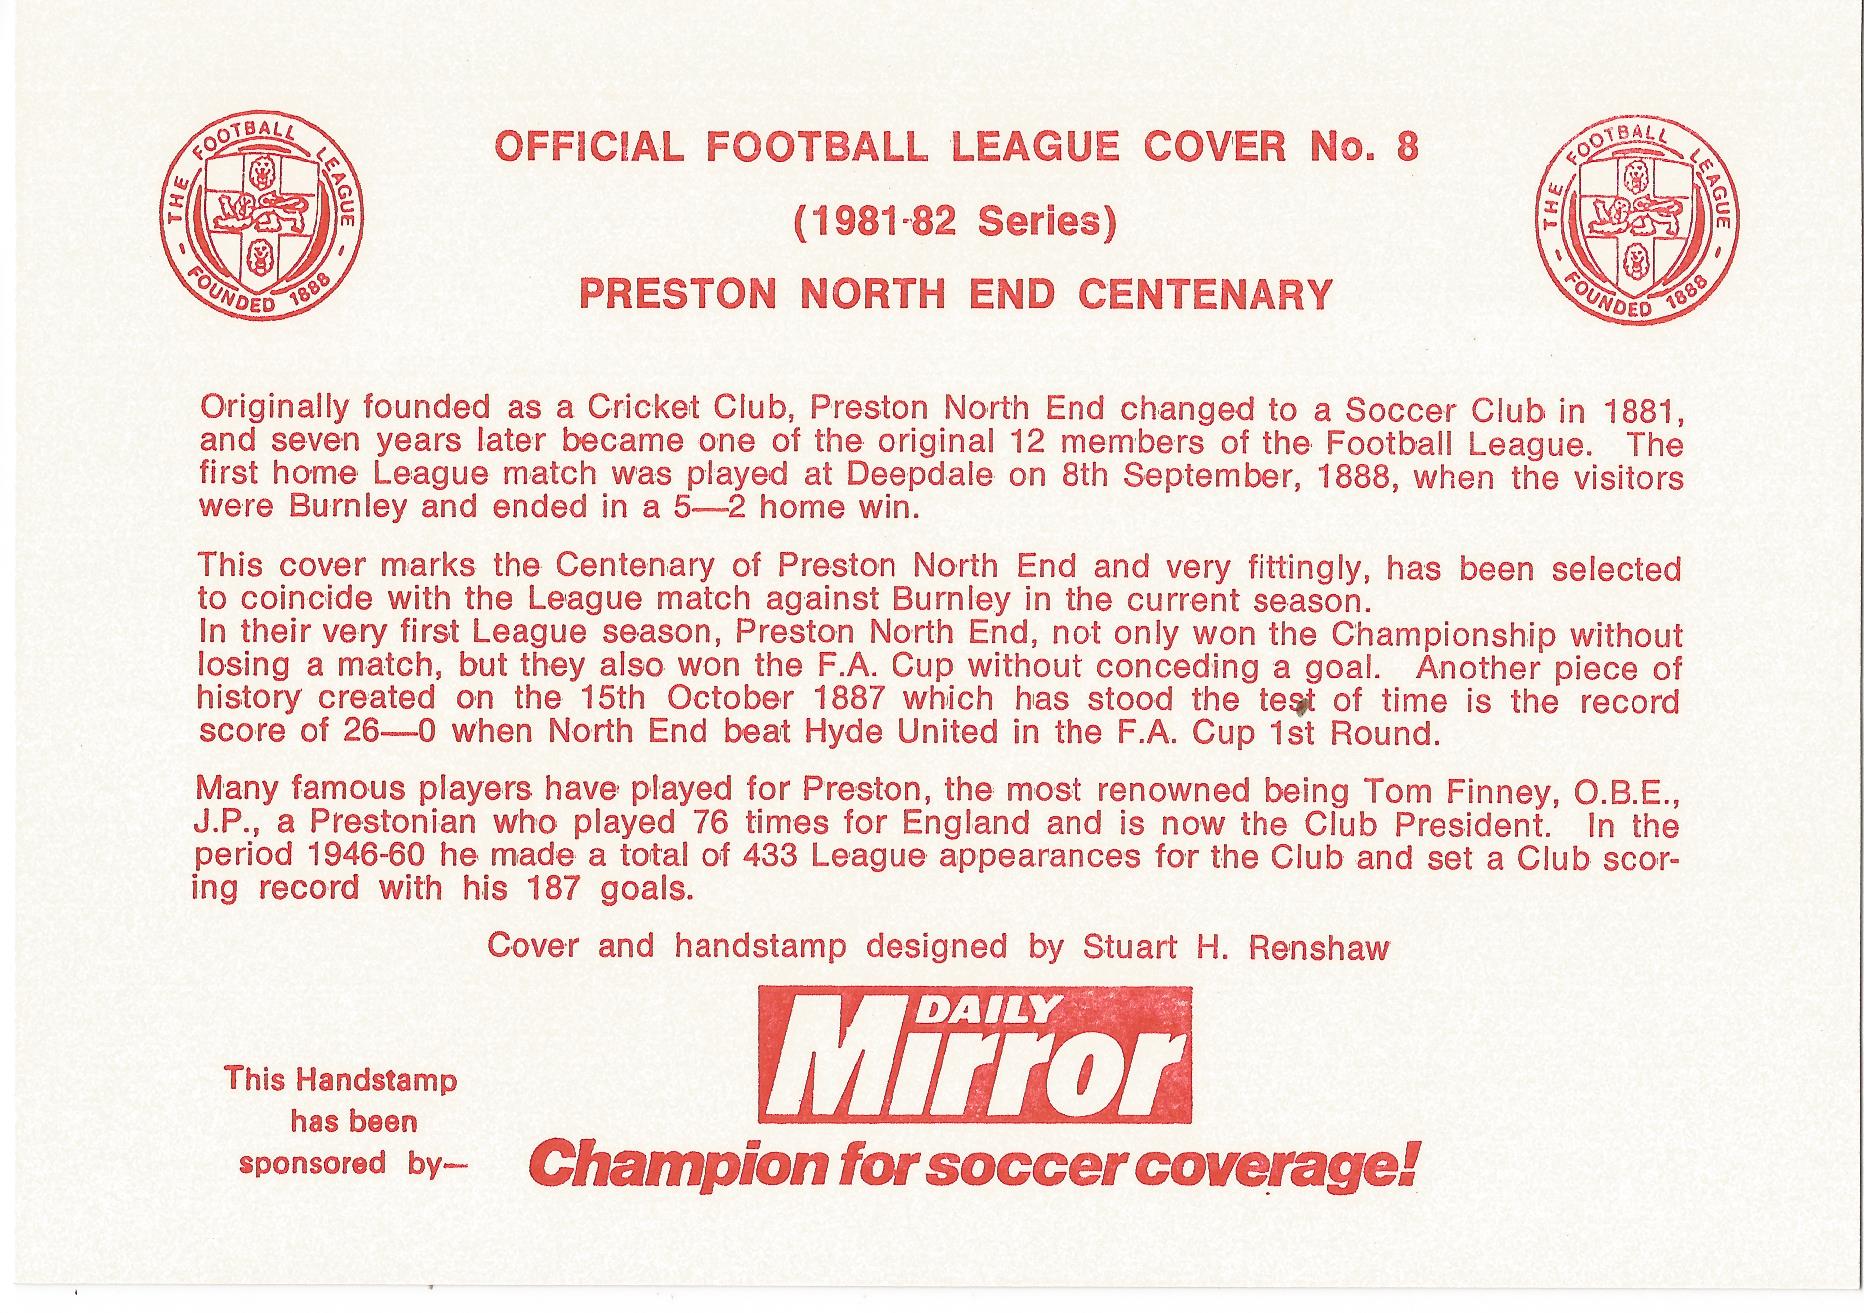 THE FOOTBALL LEAGUE - FOUNDED 1888 -
OFFICIAL FOOTBALL LEAGUE COVER No. 8
THE FOOTBALL LEAGUE - FOUNDED 1888 -
(1981-82 Series)
PRESTON NORTH END CENTENARY
Originally founded as a Cricket Club, Preston North End changed to a Soccer Club in 1881,
and seven years later became one of the original 12 members of the Football League. The
first home League match was played at Deepdale on 8th September, 1888, when the visitors
were Burnley and ended in a 5—2 home win.
This cover marks the Centenary of Preston North End and very fittingly, has been selected
to coincide with the League match against Burnley in the current season.
In their very first League season, Preston North End, not only won the Championship without
losing a match, but they also won the F.A. Cup without conceding a goal. Another piece of
history created on the 15th October 1887 which has stood the test of time is the record
score of 26—0 when North End beat Hyde United in the F.A. Cup 1st Round.
Many famous players have played for Preston, the most renowned being Tom Finney, O.B.E.,
J.P., a Prestonian who played 76 times for England and is now the Club President. In the
period 1946-60 he made a total of 433 League appearances for the Club and set a Club scor-
ing record with his 187 goals.
Cover and handstamp designed by Stuart H. Renshaw
DAILY
Mirror
This Handstamp
has been
sponsored by—
Champion for soccer coverage!